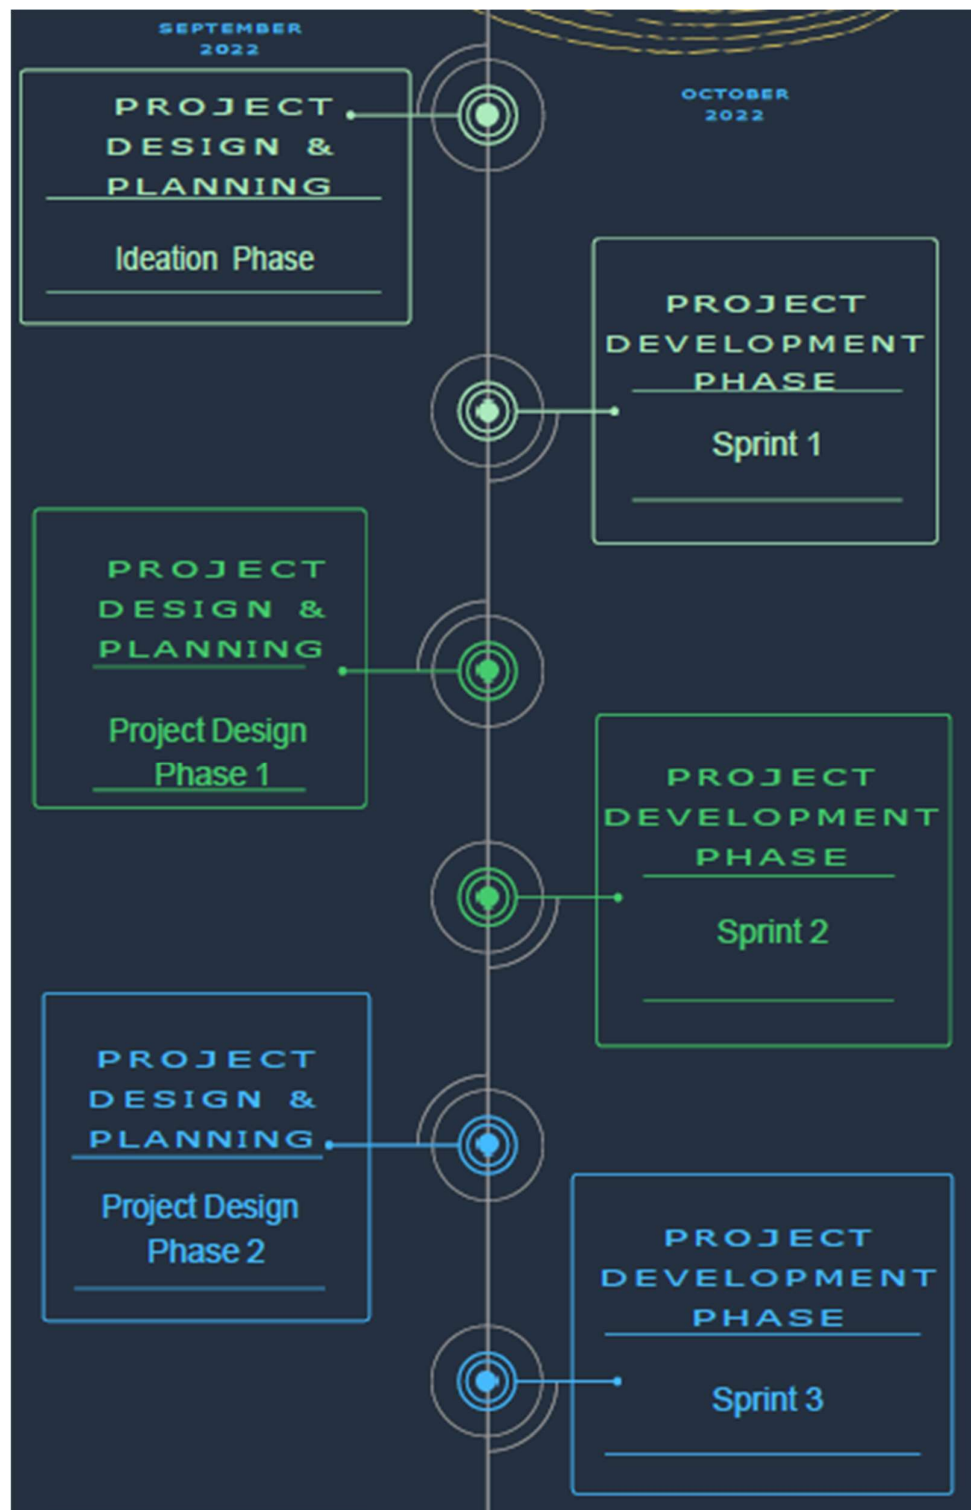 SEPTEMBER
2022
PROJECT
DESIGN &
PLANNING
Ideation Phase
OCTOBER
2022
PROJECT
DEVELOPMENT
PHASE
Sprint 1
PROJECT
DESIGN &
PLANNING
Project Design
Phase 1
PROJECT
DEVELOPMENT
PHASE
Sprint 2
PROJECT
DESIGN &
PLANNING
Project Design
Phase 2
PROJECT
DEVELOPMENT
PHASE
Sprint 3